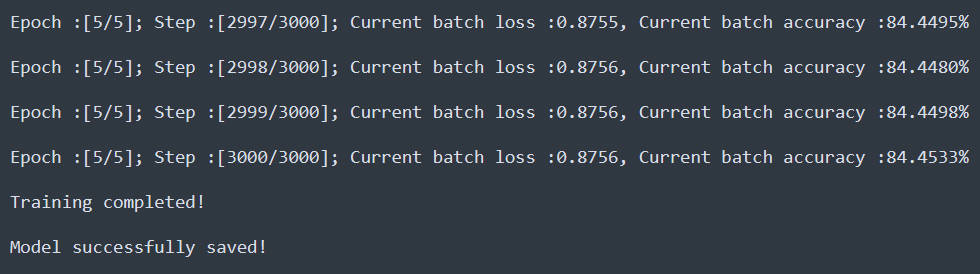 Epoch :[5/5]; Step :[2997/3000]; Current batch loss :0.8755, Current batch accuracy :84.4495%
Epoch :[5/5]; Step :[2998/3000]; Current batch loss :0.8756, Current batch accuracy :84.4480%
Epoch :[5/5]; Step :[2999/3000]; Current batch loss :0.8756, Current batch accuracy :84.4498%
Epoch :[5/5]; Step :[3000/3000]; Current batch loss :0.8756, Current batch accuracy :84.4533%
Training completed!
Model successfully saved!